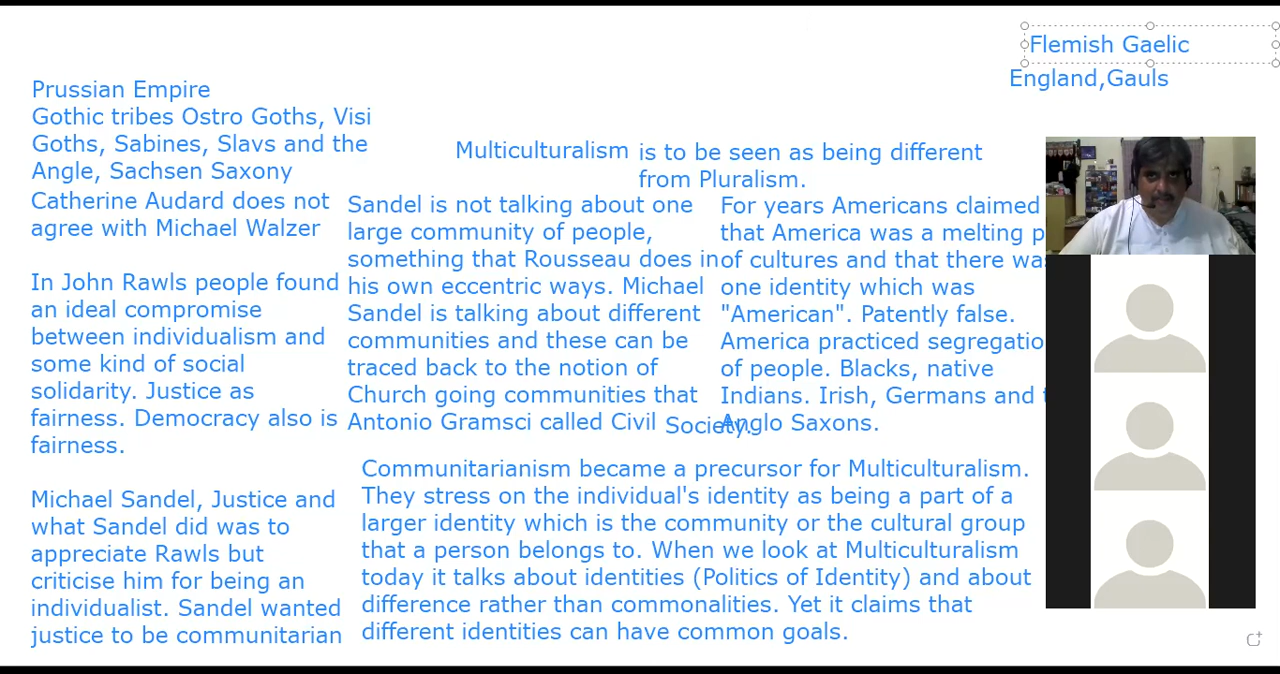 Flemish Gaelic
England,Gauls
Prussian Empire
Gothic tribes Ostro Goths, Visi
Goths, Sabines, Slavs and the
Angle, Sachsen Saxony
Catherine Audard does not
agree with Michael Walzer
In John Rawls people found
an ideal compromise
between individualism and
some kind of social
solidarity. Justice as
fairness. Democracy also is
fairness.
Michael Sandel, Justice and
what Sandel did was to
appreciate Rawls but
criticise him for being an
individualist. Sandel wanted
justice to be communitarian
Multiculturalism is to be seen as being different
from Pluralism.
Sandel is not talking about one
large community of people,
something that Rousseau does in
his own eccentric ways. Michael
Sandel is talking about different
communities and these can be
traced back to the notion of
Church going communities that
Antonio Gramsci called Civil Society.
For years Americans claimed
that America was a melting
of cultures and that there
one identity which was
"American". Patently false.
America practiced
of people. Blacks, native
Indians. Irish, Germans and
Anglo Saxons.
Communitarianism became a precursor for Multiculturalism.
They stress on the individual's identity as being a part of a
larger identity which is the community or the cultural group
that a person belongs to. When we look at Multiculturalism
today it talks about identities (Politics of Identity) and about
difference rather than commonalities. Yet it claims that
different identities can have common goals.